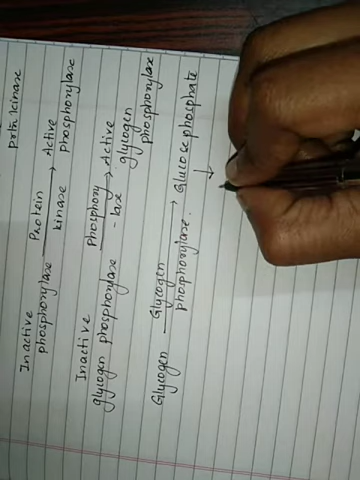 protn kinase
Inactive Protein → Active
phosphorylase kinase phosphorylase
Inactive phosphory → Active
glycogen phosphorylase - lase glycogen
phosphorylase
Glycogen Glycogen → Glucose phosphate
phosphorylase.
↓